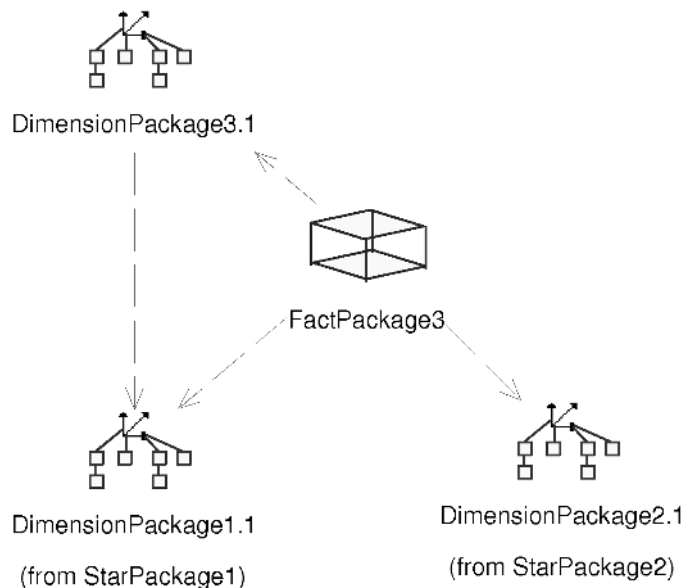 DimensionPackage3.1
FactPackage3
DimensionPackage1.1
(from StarPackage1)
DimensionPackage2.1
(from StarPackage2)